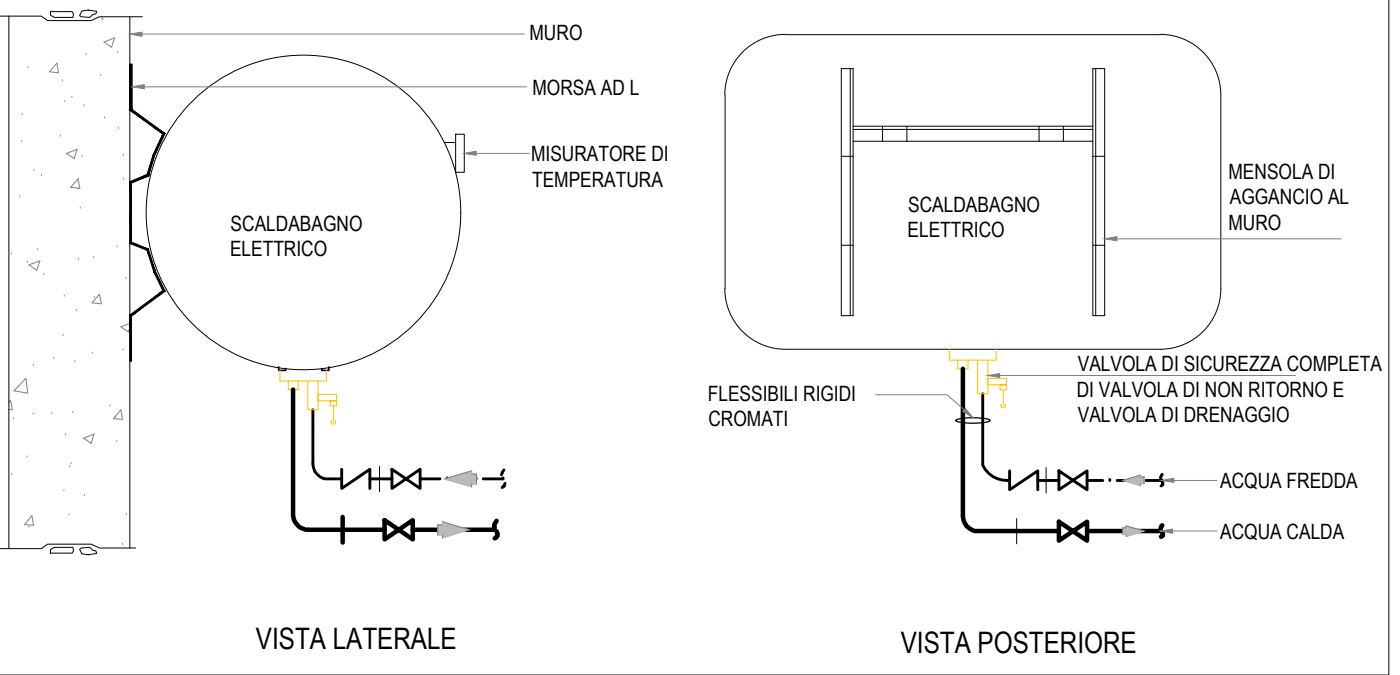 MURO
MORSA AD L
MISURATORE DI
TEMPERATURA
SCALDABAGNO
ELETTRICO
VISTA LATERALE
SCALDABAGNO
ELETTRICO
MENSOLA DI
AGGANCIO AL
MURO
VALVOLA DI SICUREZZA COMPLETA
DI VALVOLA DI NON RITORNO E
VALVOLA DI DRENAGGIO
FLESSIBILI RIGIDI
CROMATI
ACQUA FREDDA
ACQUA CALDA
VISTA POSTERIORE